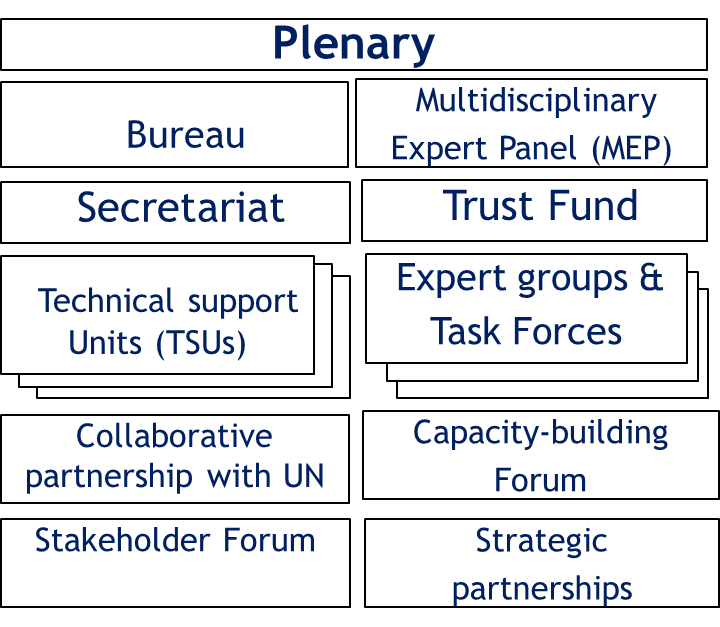 Plenary
Bureau
Multidisciplinary
Expert Panel (MEP)
Secretariat
Trust Fund
Technical support
Units (TSUs)
Expert groups &
Task Forces
Collaborative
partnership with UN
Capacity-building
Forum
Stakeholder Forum
Strategic
partnerships